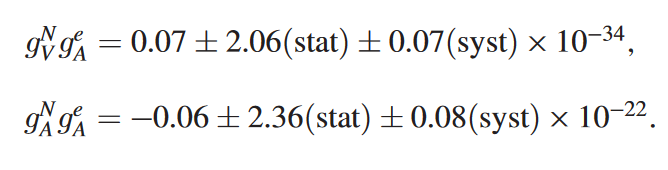 g_V^N g_A^e = 0.07 ± 2.06(stat) ± 0.07(syst) × 10^{−34},
g_A^N g_A^e = −0.06 ± 2.36(stat) ± 0.08(syst) × 10^{−22}.